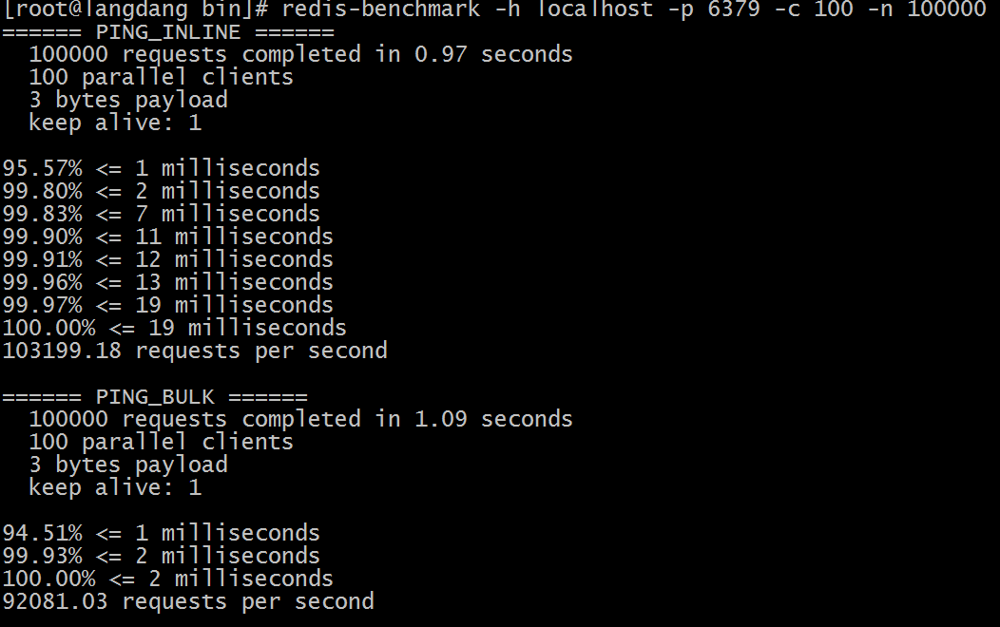 [root@langdang bin]# redis-benchmark -h localhost -p 6379 -c 100 -n 100000
====== PING_INLINE ======
  100000 requests completed in 0.97 seconds
  100 parallel clients
  3 bytes payload
  keep alive: 1

95.57% <= 1 milliseconds
99.80% <= 2 milliseconds
99.83% <= 7 milliseconds
99.90% <= 11 milliseconds
99.91% <= 12 milliseconds
99.96% <= 13 milliseconds
99.97% <= 19 milliseconds
100.00% <= 19 milliseconds
103199.18 requests per second

====== PING_BULK ======
  100000 requests completed in 1.09 seconds
  100 parallel clients
  3 bytes payload
  keep alive: 1

94.51% <= 1 milliseconds
99.93% <= 2 milliseconds
100.00% <= 2 milliseconds
92081.03 requests per second